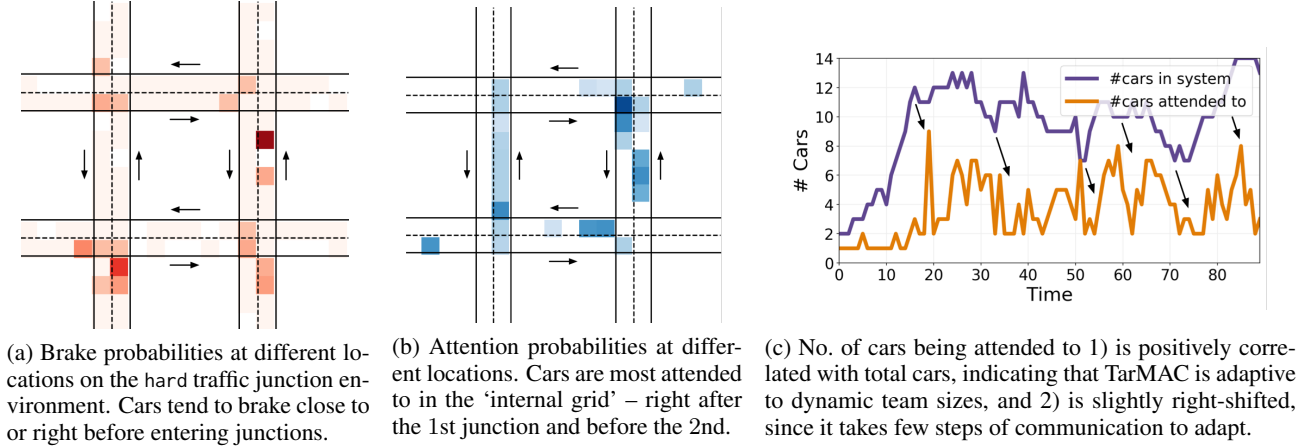 14
12
10
8
6
4
2
0
# Cars
#cars in system
#cars attended to
0 10 20 30 40 50 60 70 80
Time
(a) Brake probabilities at different lo-
cations on the hard traffic junction en-
vironment. Cars tend to brake close to
or right before entering junctions.
(b) Attention probabilities at differ-
ent locations. Cars are most attended
to in the ‘internal grid’ – right after
the 1st junction and before the 2nd.
(c) No. of cars being attended to 1) is positively corre-
lated with total cars, indicating that TarMAC is adaptive
to dynamic team sizes, and 2) is slightly right-shifted,
since it takes few steps of communication to adapt.